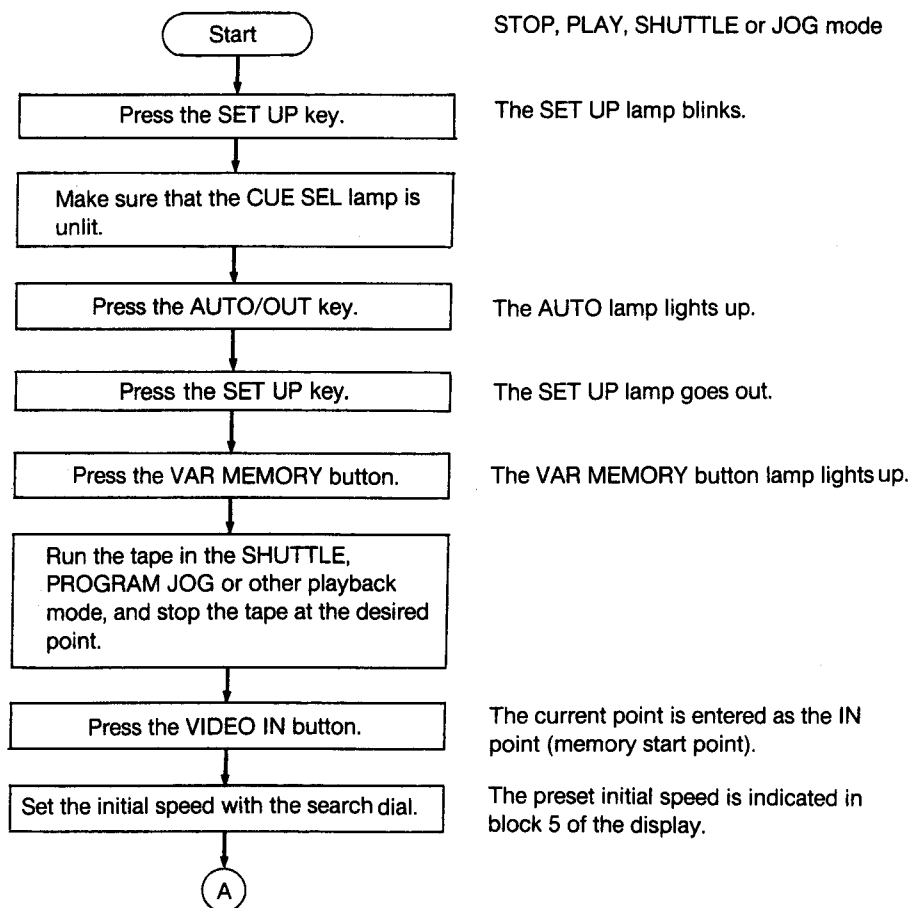 Start
STOP, PLAY, SHUTTLE or JOG mode
Press the SET UP key.
The SET UP lamp blinks.
Make sure that the CUE SEL lamp is
unlit.
Press the AUTO/OUT key.
The AUTO lamp lights up.
Press the SET UP key.
The SET UP lamp goes out.
Press the VAR MEMORY button.
The VAR MEMORY button lamp lights up.
Run the tape in the SHUTTLE,
PROGRAM JOG or other playback
mode, and stop the tape at the desired
point.
Press the VIDEO IN button.
The current point is entered as the IN
point (memory start point).
Set the initial speed with the search dial.
The preset initial speed is indicated in
block 5 of the display.
A